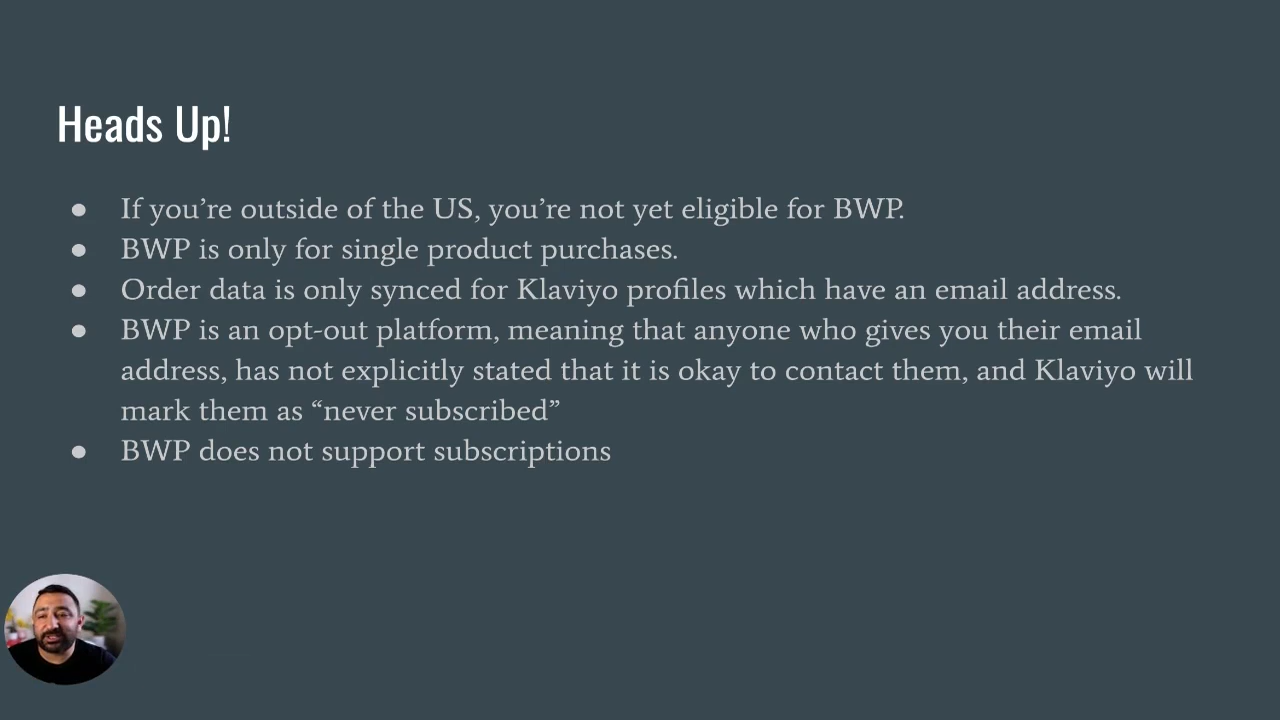 Heads Up!
● If you’re outside of the US, you’re not yet eligible for BWP.
● BWP is only for single product purchases.
● Order data is only synced for Klaviyo profiles which have an email address.
● BWP is an opt-out platform, meaning that anyone who gives you their email
address, has not explicitly stated that it is okay to contact them, and Klaviyo will
mark them as “never subscribed”
● BWP does not support subscriptions